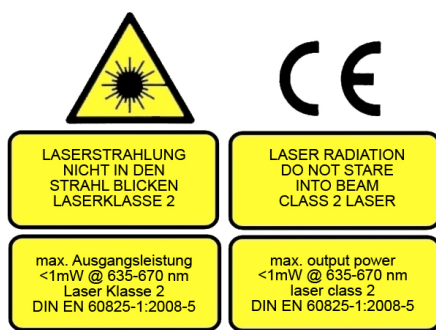 CE
LASERSTRAHLUNG
NICHT IN DEN
STRAHL BLICKEN
LASERKLASSE 2
LASER RADIATION
DO NOT STARE
INTO BEAM
CLASS 2 LASER
max. Ausgangsleistung
<1mW @ 635-670 nm
Laser Klasse 2
DIN EN 60825-1:2008-5
max. output power
<1mW @ 635-670 nm
laser class 2
DIN EN 60825-1:2008-5